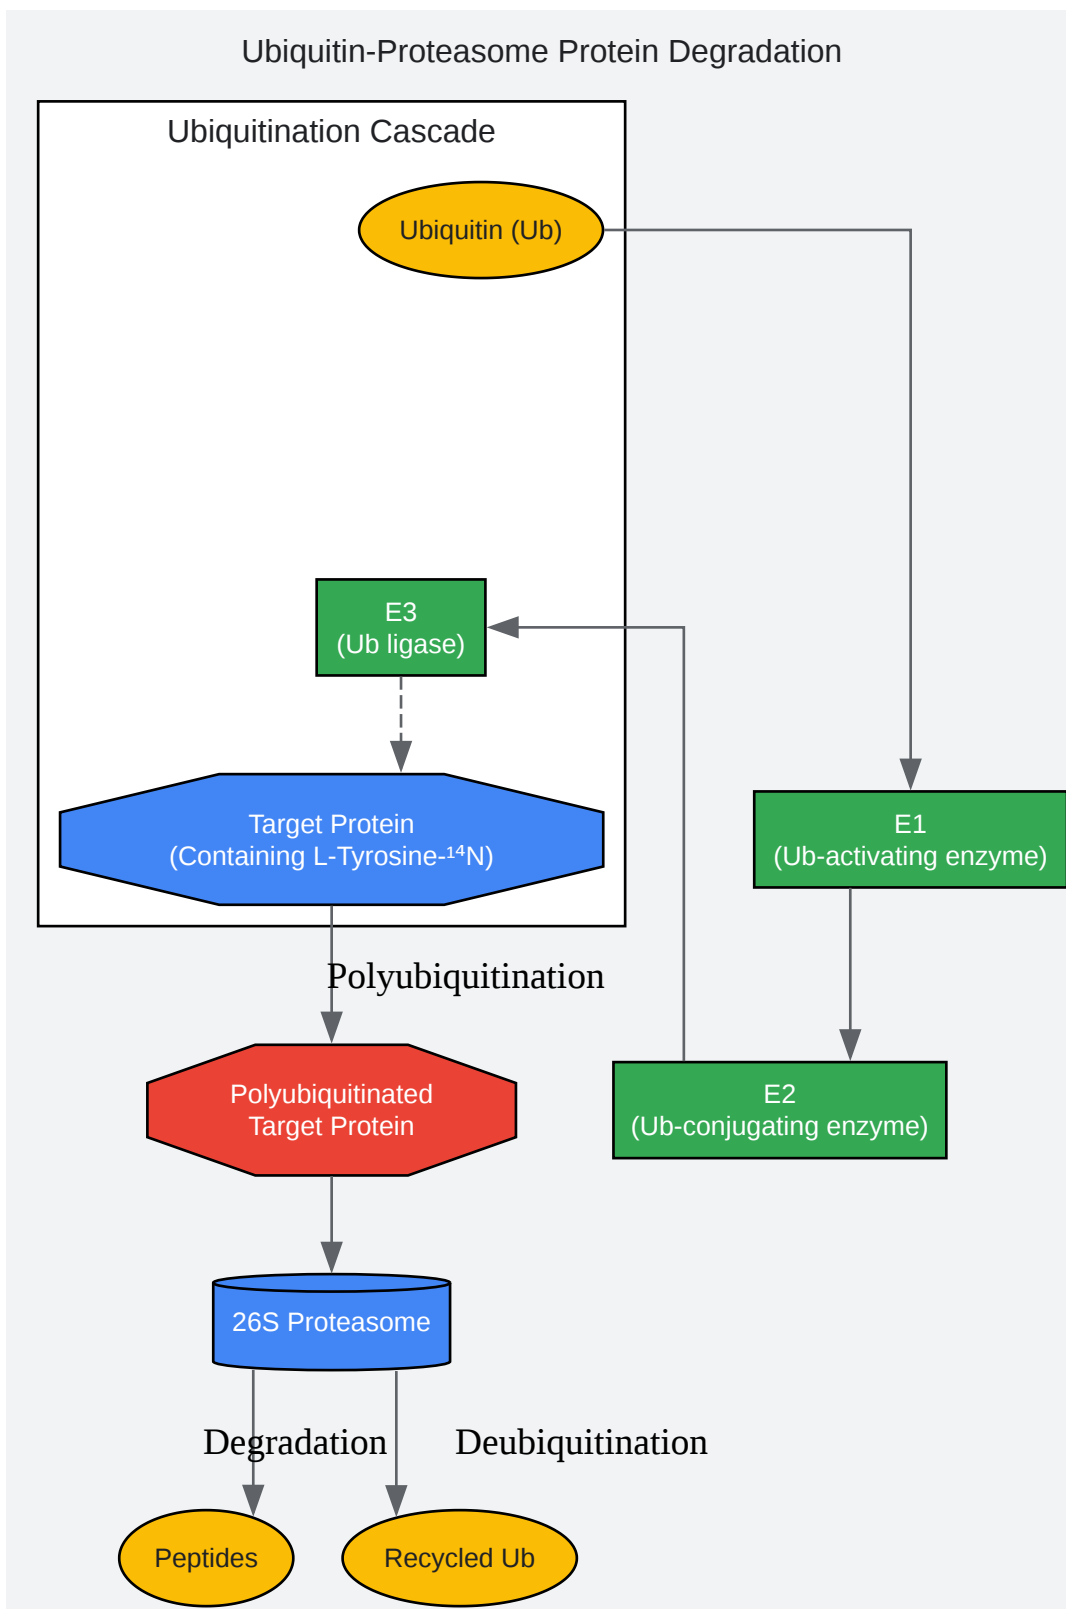 Ubiquitin-Proteasome Protein Degradation
Ubiquitination Cascade
Ubiquitin (Ub)
E3
(Ub ligase)
Target Protein
(Containing L-Tyrosine-¹⁴N)
E1
(Ub-activating enzyme)
Polyubiquitination
Polyubiquitinated
Target Protein
E2
(Ub-conjugating enzyme)
26S Proteasome
Degradation
Deubiquitination
Peptides
Recycled Ub